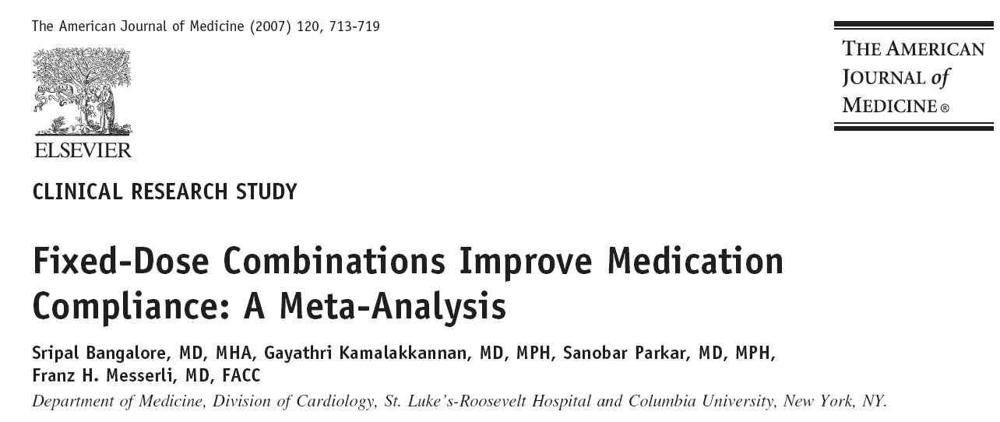 The American Journal of Medicine (2007) 120, 713-719
THE AMERICAN
JOURNAL of
MEDICINE®
ELSEVIER
CLINICAL RESEARCH STUDY
Fixed-Dose Combinations Improve Medication
Compliance: A Meta-Analysis
Sripal Bangalore, MD, MHA, Gayathri Kamalakkannan, MD, MPH, Sanobar Parkar, MD, MPH,
Franz H. Messerli, MD, FACC
Department of Medicine, Division of Cardiology, St. Luke's-Roosevelt Hospital and Columbia University, New York, NY.